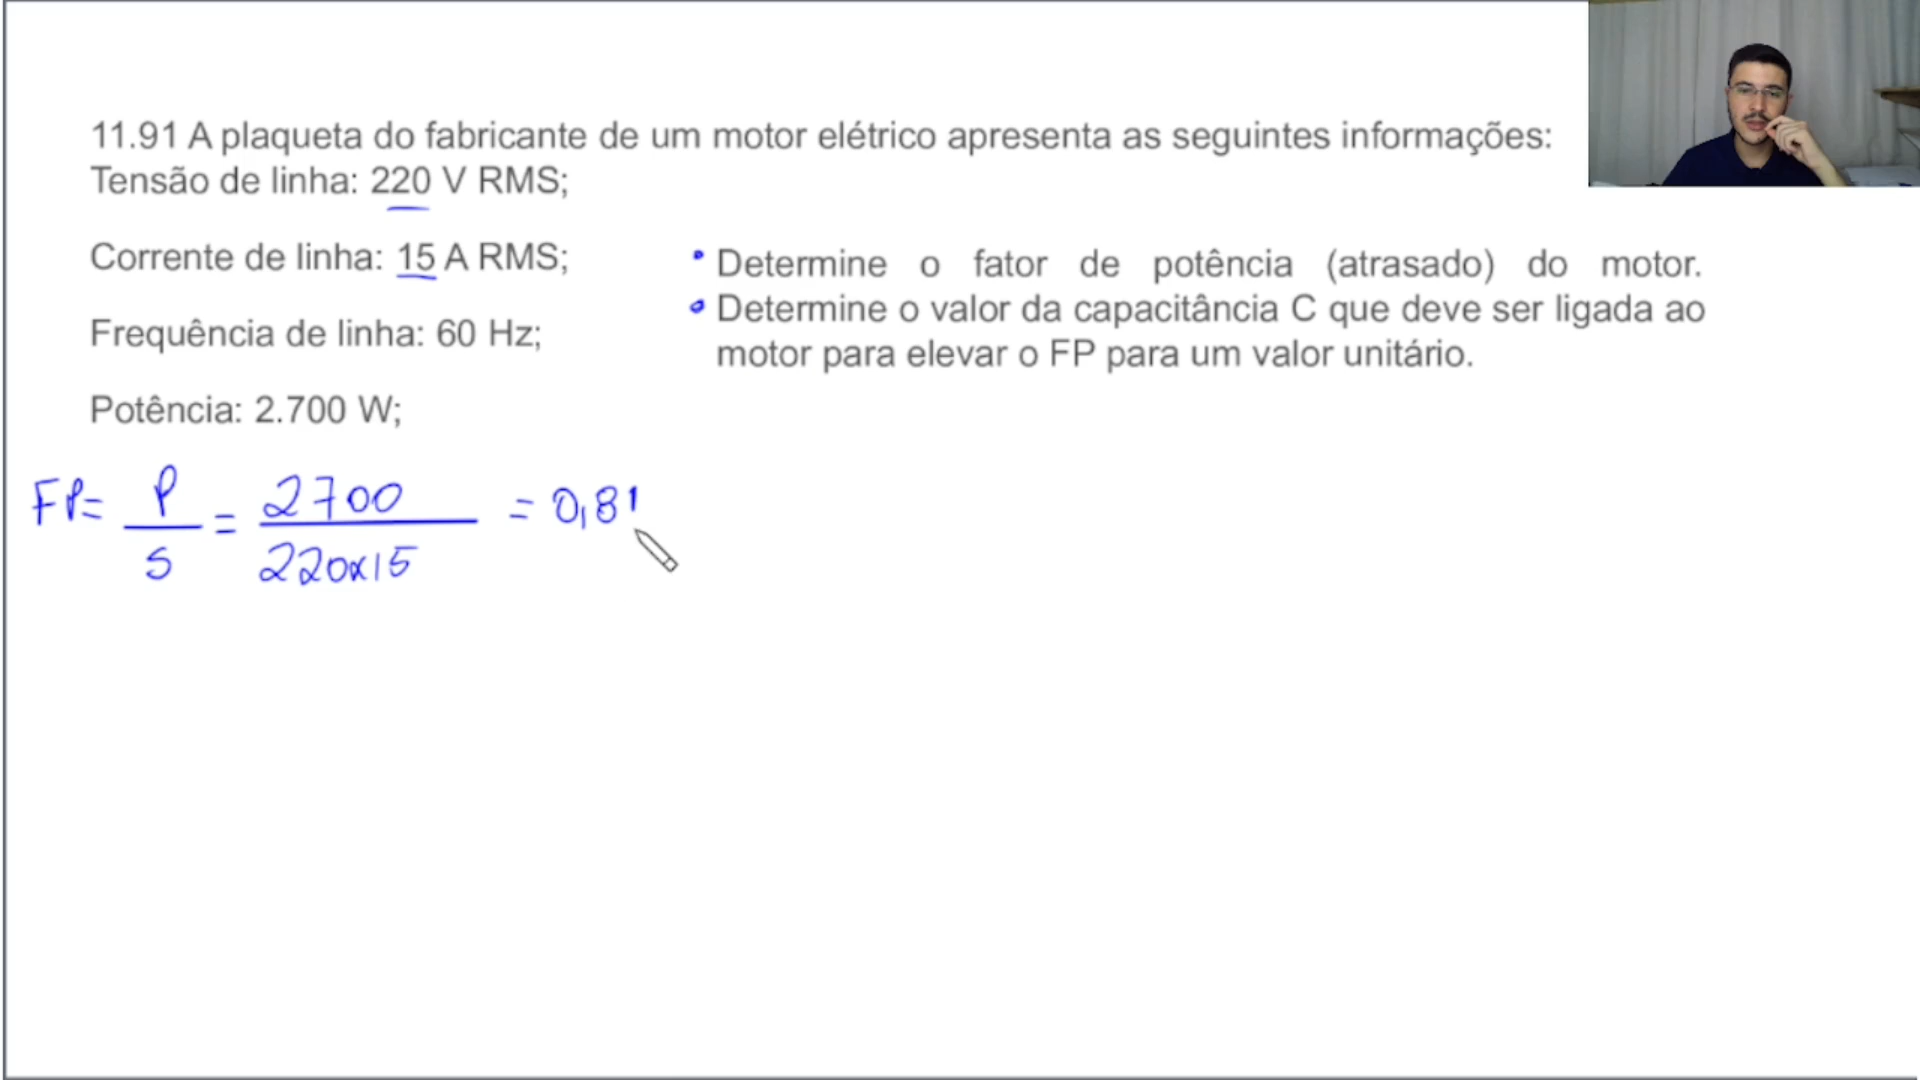 11.91 A plaqueta do fabricante de um motor elétrico apresenta as seguintes informações:
Tensão de linha: 220 V RMS;
Corrente de linha: 15 A RMS;
Frequência de linha: 60 Hz;
Potência: 2.700 W;
• Determine o fator de potência (atrasado) do motor.
• Determine o valor da capacitância C que deve ser ligada ao
motor para elevar o FP para um valor unitário.
FP = P / S = 2700 / 220x15 = 0,81